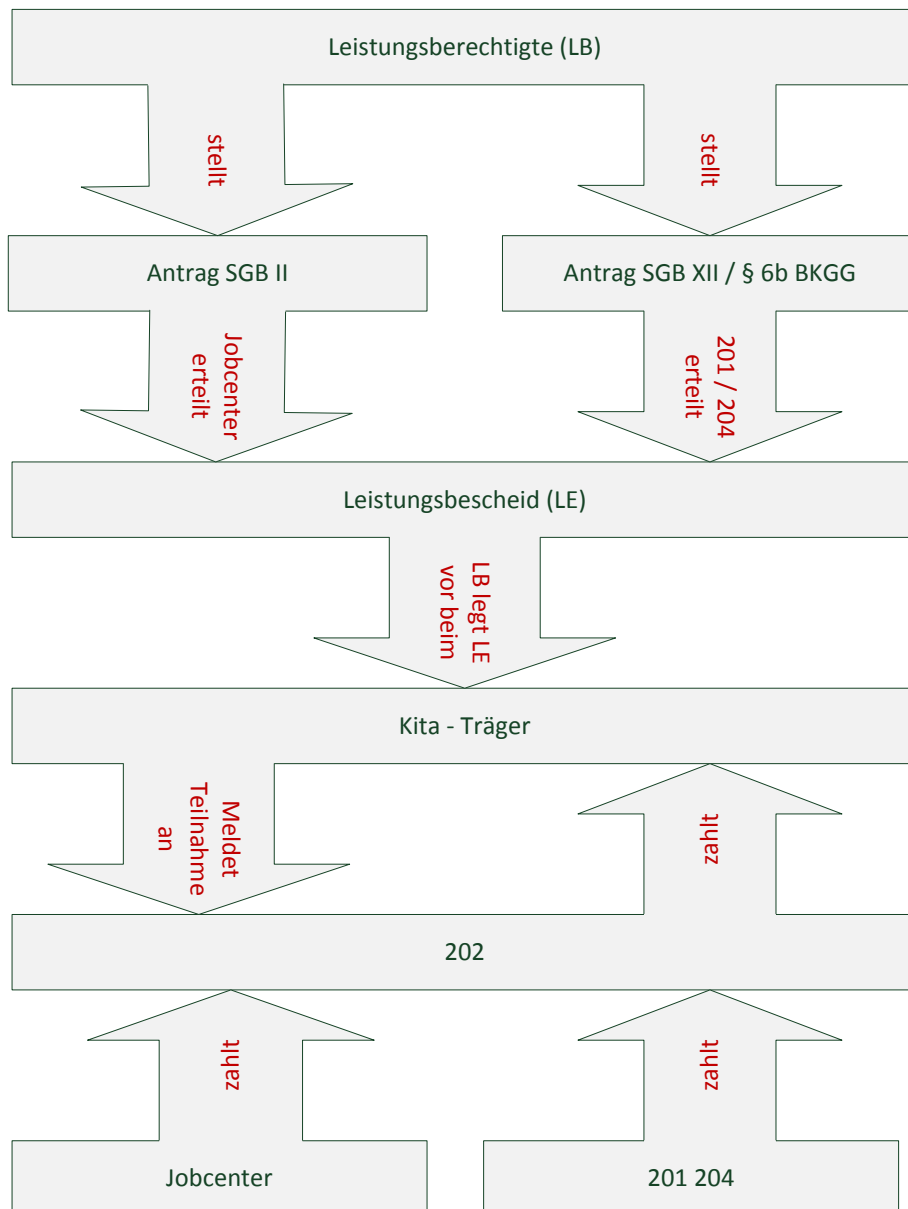 Leistungsberechtigte (LB)
stellt
stellt
Antrag SGB II
Antrag SGB XII / § 6b BKGG
Jobcenter
erteilt
201 / 204
erteilt
Leistungsbescheid (LE)
LB legt LE
vor beim
Kita - Träger
Meldet
Teilnahme
an
zahlt
202
zahlt
zahlt
Jobcenter
201 204